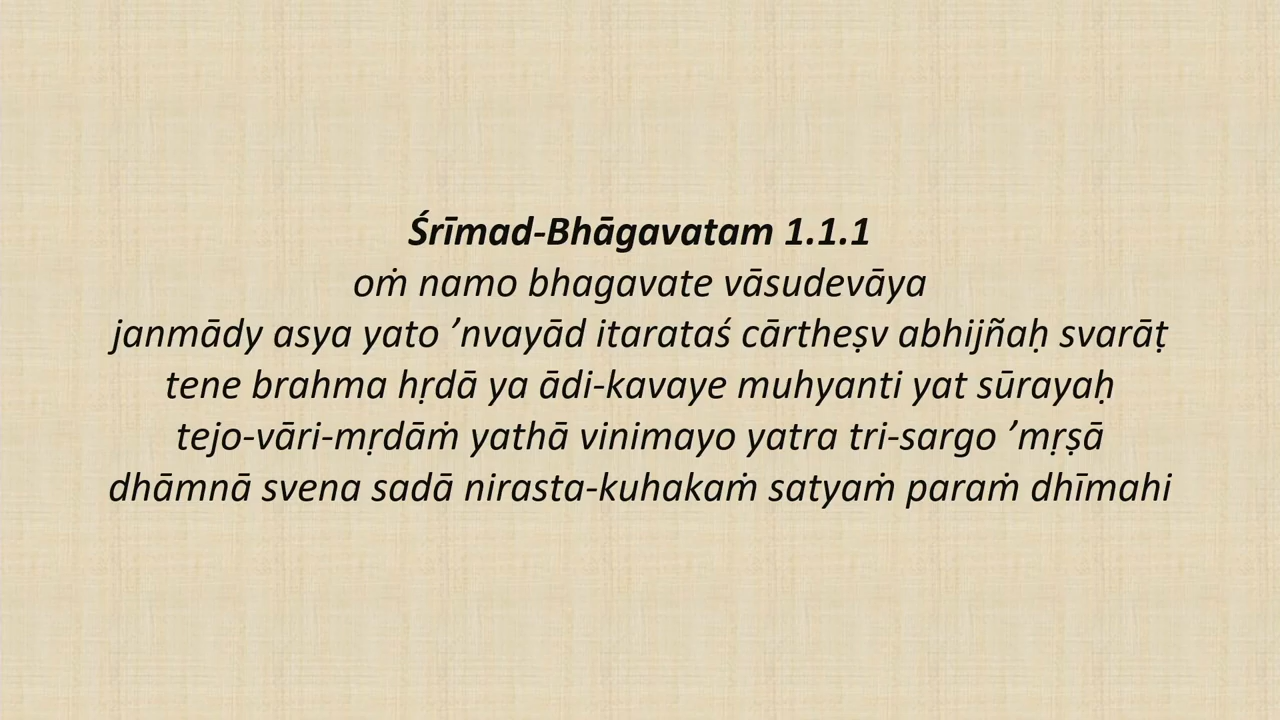 Śrīmad-Bhāgavatam 1.1.1
oṁ namo bhagavate vāsudevāya
janmādy asya yato ’nvayād itarataś cārtheṣv abhijñaḥ svarāṭ
tene brahma hṛdā ya ādi-kavaye muhyanti yat sūrayaḥ
tejo-vāri-mṛdāṁ yathā vinimayo yatra tri-sargo ’mṛṣā
dhāmnā svena sadā nirasta-kuhakaṁ satyaṁ paraṁ dhīmahi